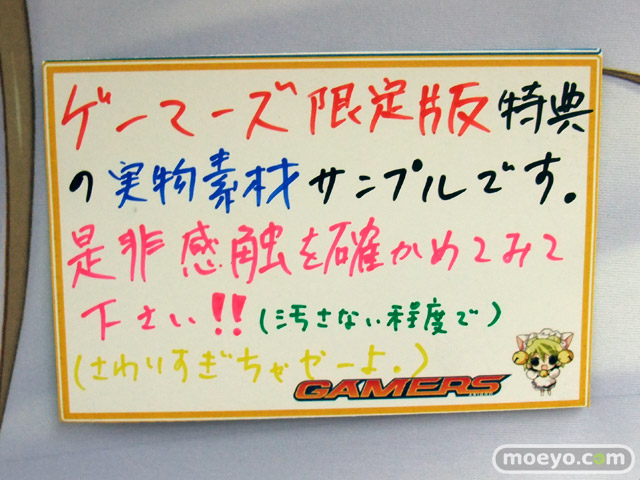 ゲーマーズ限定版特典
の実物素材サンプルです。
是非感触を確かめてみて
下さい!!(汚さない程度で)
(さわりすぎちゃゼーよ。)
GAMERS
moeyo.com